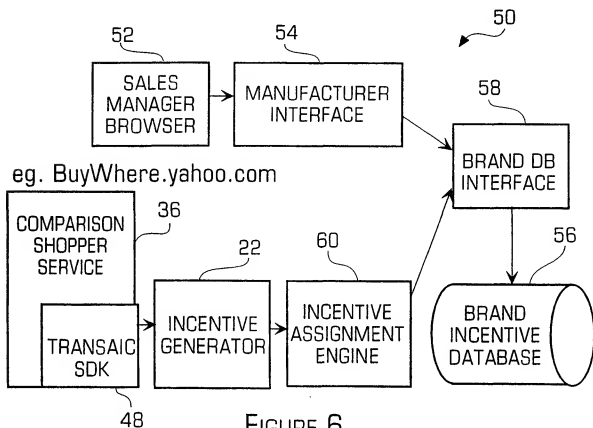 50
52
54
SALES
MANAGER
BROWSER
MANUFACTURER
INTERFACE
58
BRAND DB
INTERFACE
eg. BuyWhere.yahoo.com
COMPARISON
SHOPPER
SERVICE
36
TRANSAIC
SDK
48
22
INCENTIVE
GENERATOR
60
INCENTIVE
ASSIGNMENT
ENGINE
56
BRAND
INCENTIVE
DATABASE
FIGURE 6